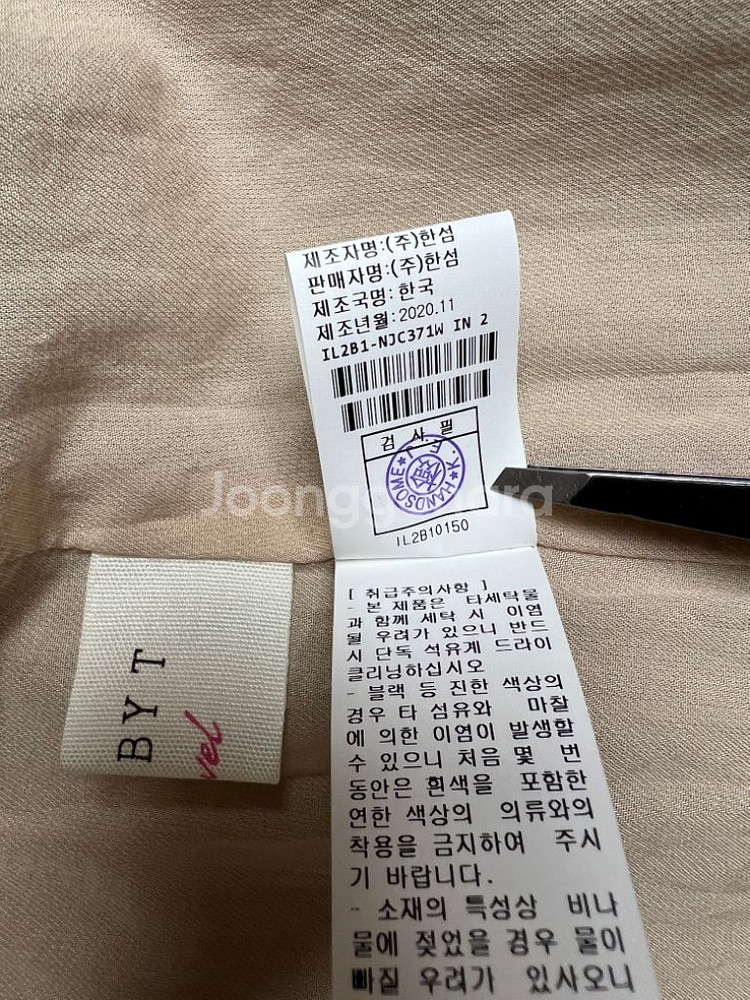 제조자명:(주)한섬
판매자명:(주)한섬
제조국명: 한국
제조년월: 2020.11
IL2B1-NJC371W IN 2
검 사 필
HANDSOME
IL2B10150
[ 취급주의사항 ]
- 본 제품은 타세탁물
과 함께 세탁 시 이염
될 우려가 있으니 반드
시 단독 석유계 드라이
클리닝하십시오
- 블랙 등 진한 색상의
경우 타 섬유와 마찰
에 의한 이염이 발생할
수 있으니 처음 몇 번
동안은 흰색을 포함한
연한 색상의 의류와의
착용을 금지하여 주시
기 바랍니다.
- 소재의 특성상 비나
물에 젖었을 경우 물이
빠질 우려가 있사오니
BY T
vel